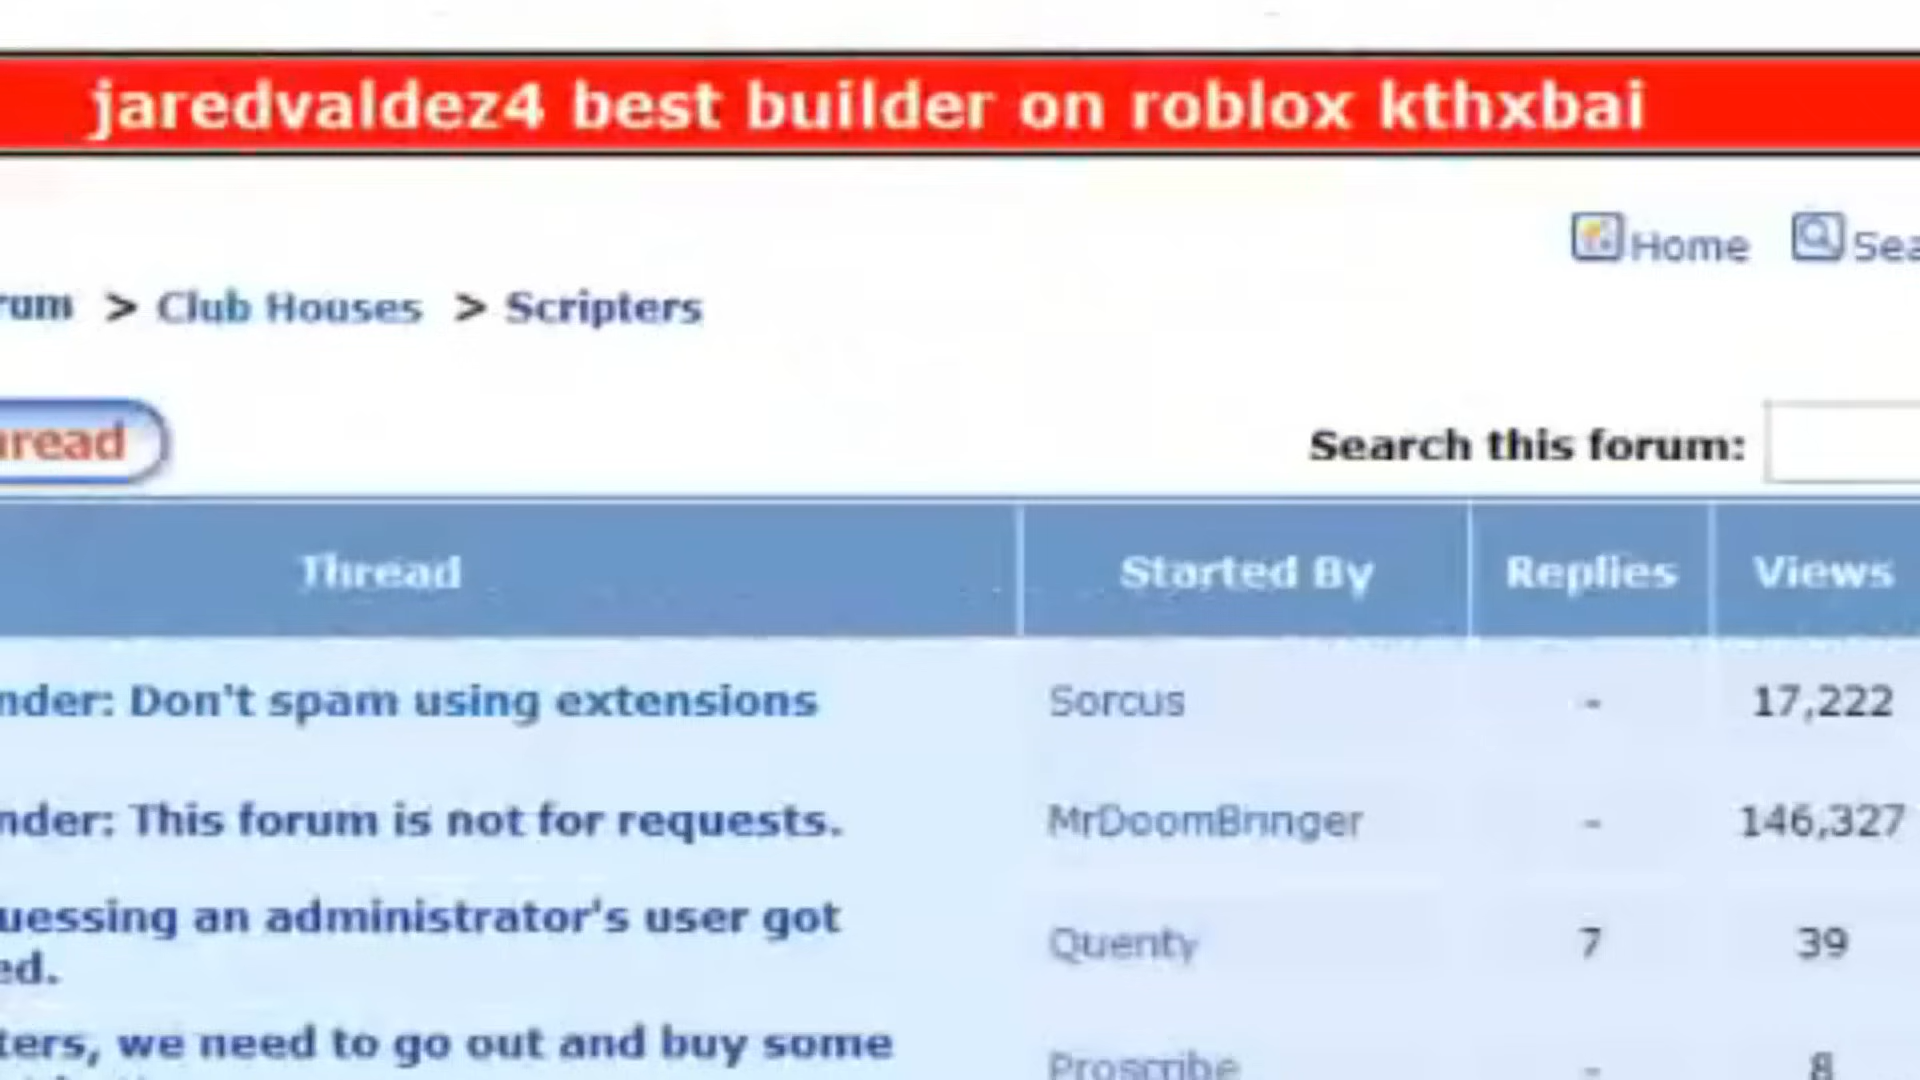 jaredvaldez4 best builder on roblox kthxbai
Home Sea
rum > Club Houses > Scripters
hread Search this forum:
Thread Started By Replies Views
nder: Don't spam using extensions Sorcus - 17,222
nder: This forum is not for requests. MrDoomBringer - 146,327
uessing an administrator's user got
ed. Quenty 7 39
ters, we need to go out and buy some
Proscribe - 8